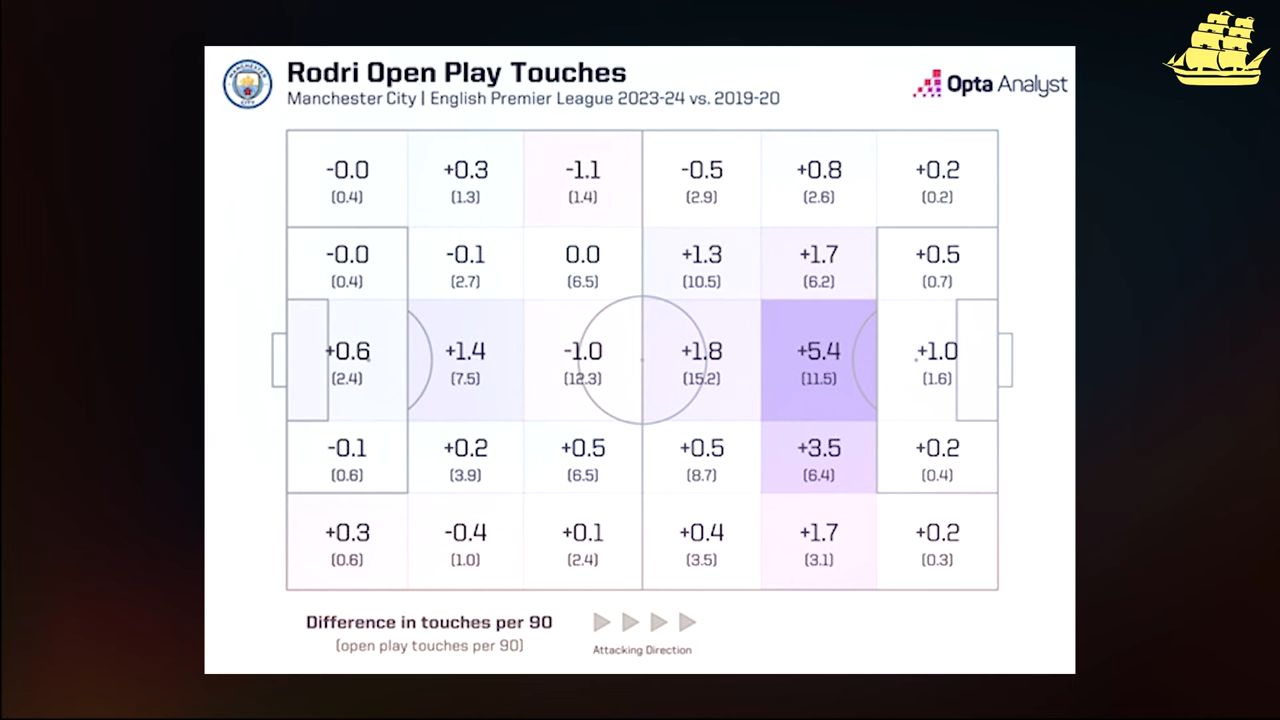 Rodri Open Play Touches
Manchester City | English Premier League 2023-24 vs. 2019-20
Opta Analyst
MANCHESTER
CITY
-0.0 +0.3 -1.1 -0.5 +0.8 +0.2
(0.4) (1.3) (1.4) (2.9) (2.6) (0.2)
-0.0 -0.1 0.0 +1.3 +1.7 +0.5
(0.4) (2.7) (6.5) (10.5) (6.2) (0.7)
+0.6 +1.4 -1.0 +1.8 +5.4 +1.0
(2.4) (7.5) (12.3) (15.2) (11.5) (1.6)
-0.1 +0.2 +0.5 +0.5 +3.5 +0.2
(0.6) (3.9) (6.5) (8.7) (6.4) (0.4)
+0.3 -0.4 +0.1 +0.4 +1.7 +0.2
(0.6) (1.0) (2.4) (3.5) (3.1) (0.3)
Difference in touches per 90
(open play touches per 90)
Attacking Direction